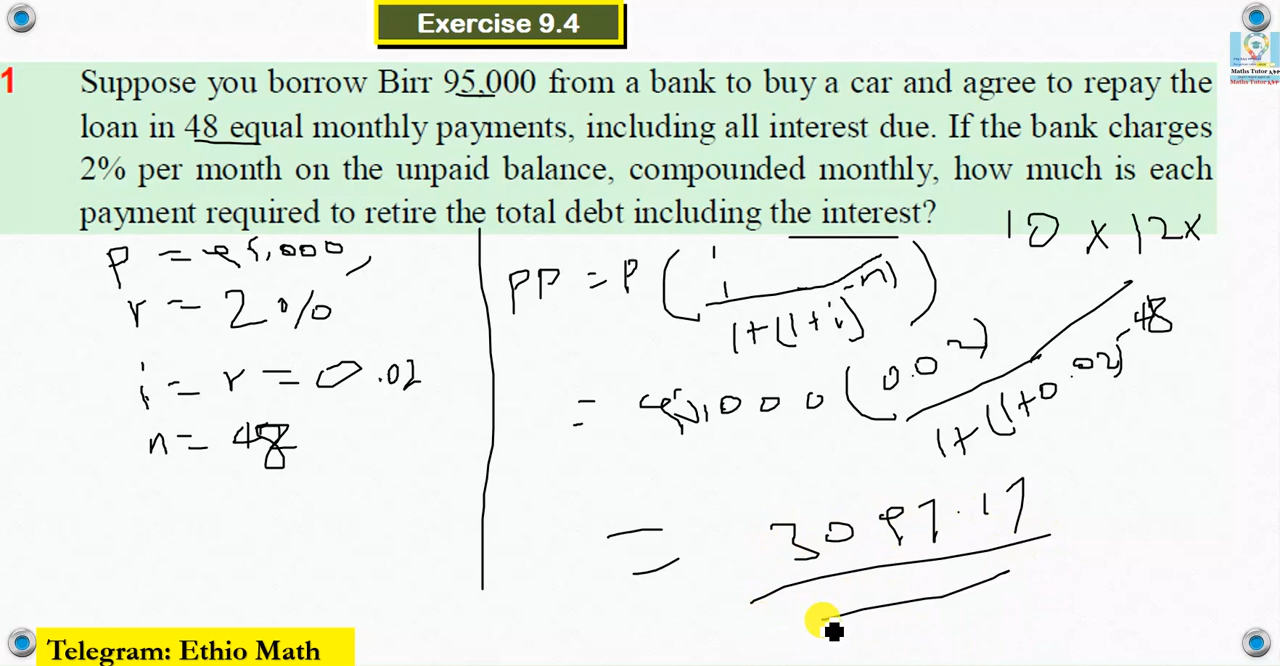 Exercise 9.4
1 Suppose you borrow Birr 95,000 from a bank to buy a car and agree to repay the
loan in 48 equal monthly payments, including all interest due. If the bank charges
2% per month on the unpaid balance, compounded monthly, how much is each
payment required to retire the total debt including the interest?
10 x 12x
P = 95,000,
r = 2%
i = r = 0.02
n = 48
PP = P ( i / 1+(1+i)^-n )
= 95,000 ( 0.02 / 1+(1+0.02)^-48 )
= 3097.17
Maths Tutor
Telegram: Ethio Math